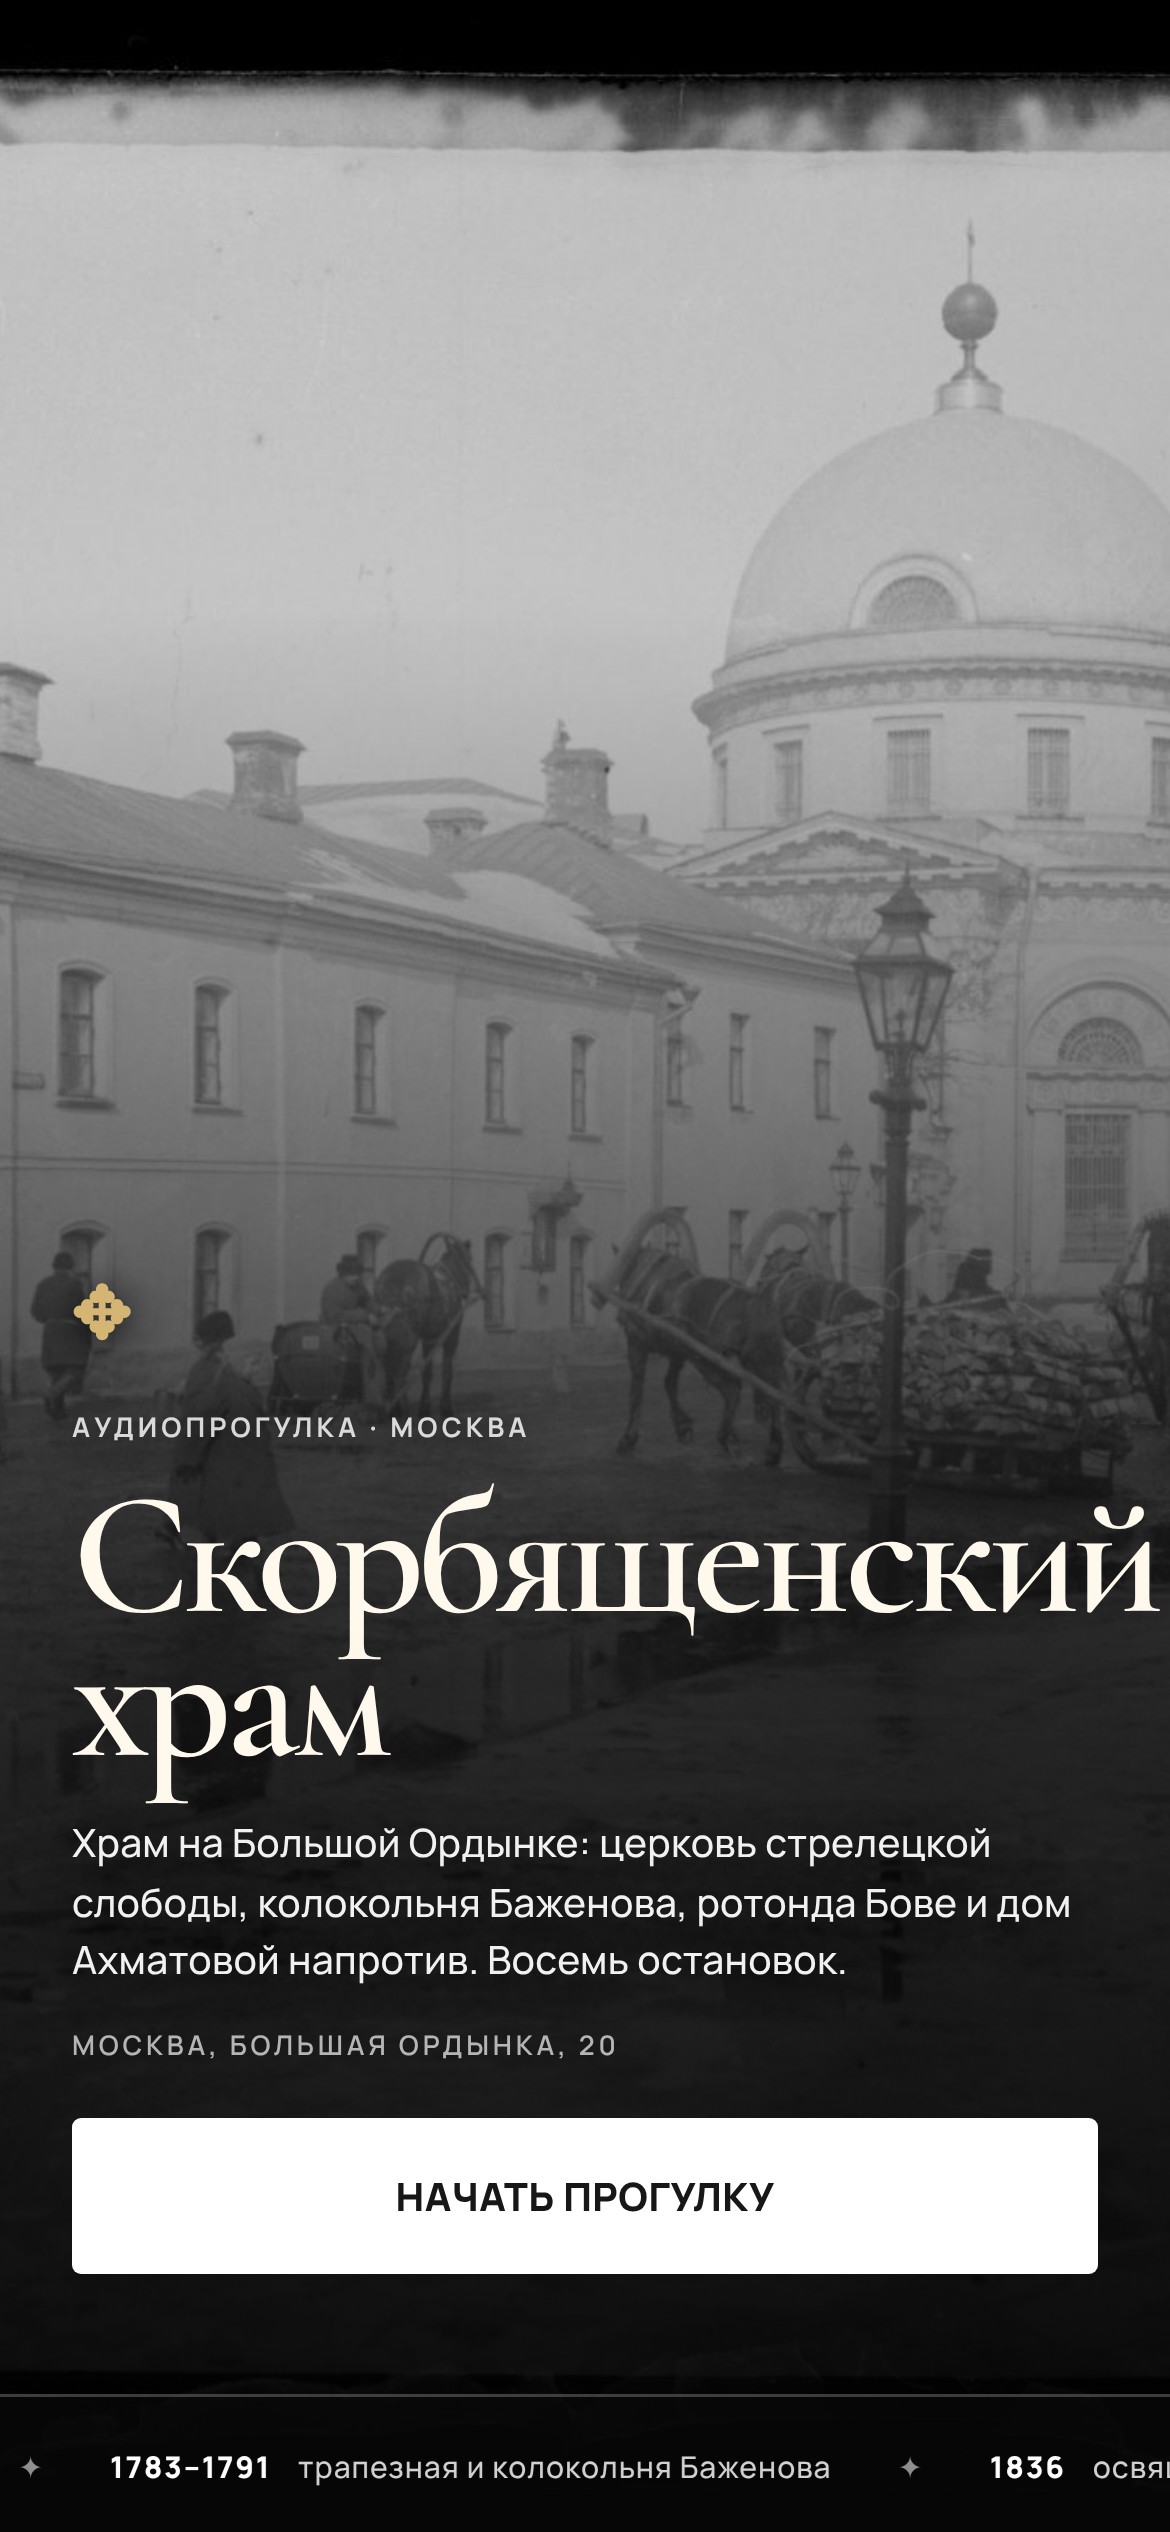 АУДИОПРОГУЛКА · МОСКВА
Скорбященский
храм
Храм на Большой Ордынке: церковь стрелецкой
слободы, колокольня Баженова, ротонда Бове и дом
Ахматовой напротив. Восемь остановок.
МОСКВА, БОЛЬШАЯ ОРДЫНКА, 20
НАЧАТЬ ПРОГУЛКУ
✦ 1783–1791 трапезная и колокольня Баженова ✦ 1836